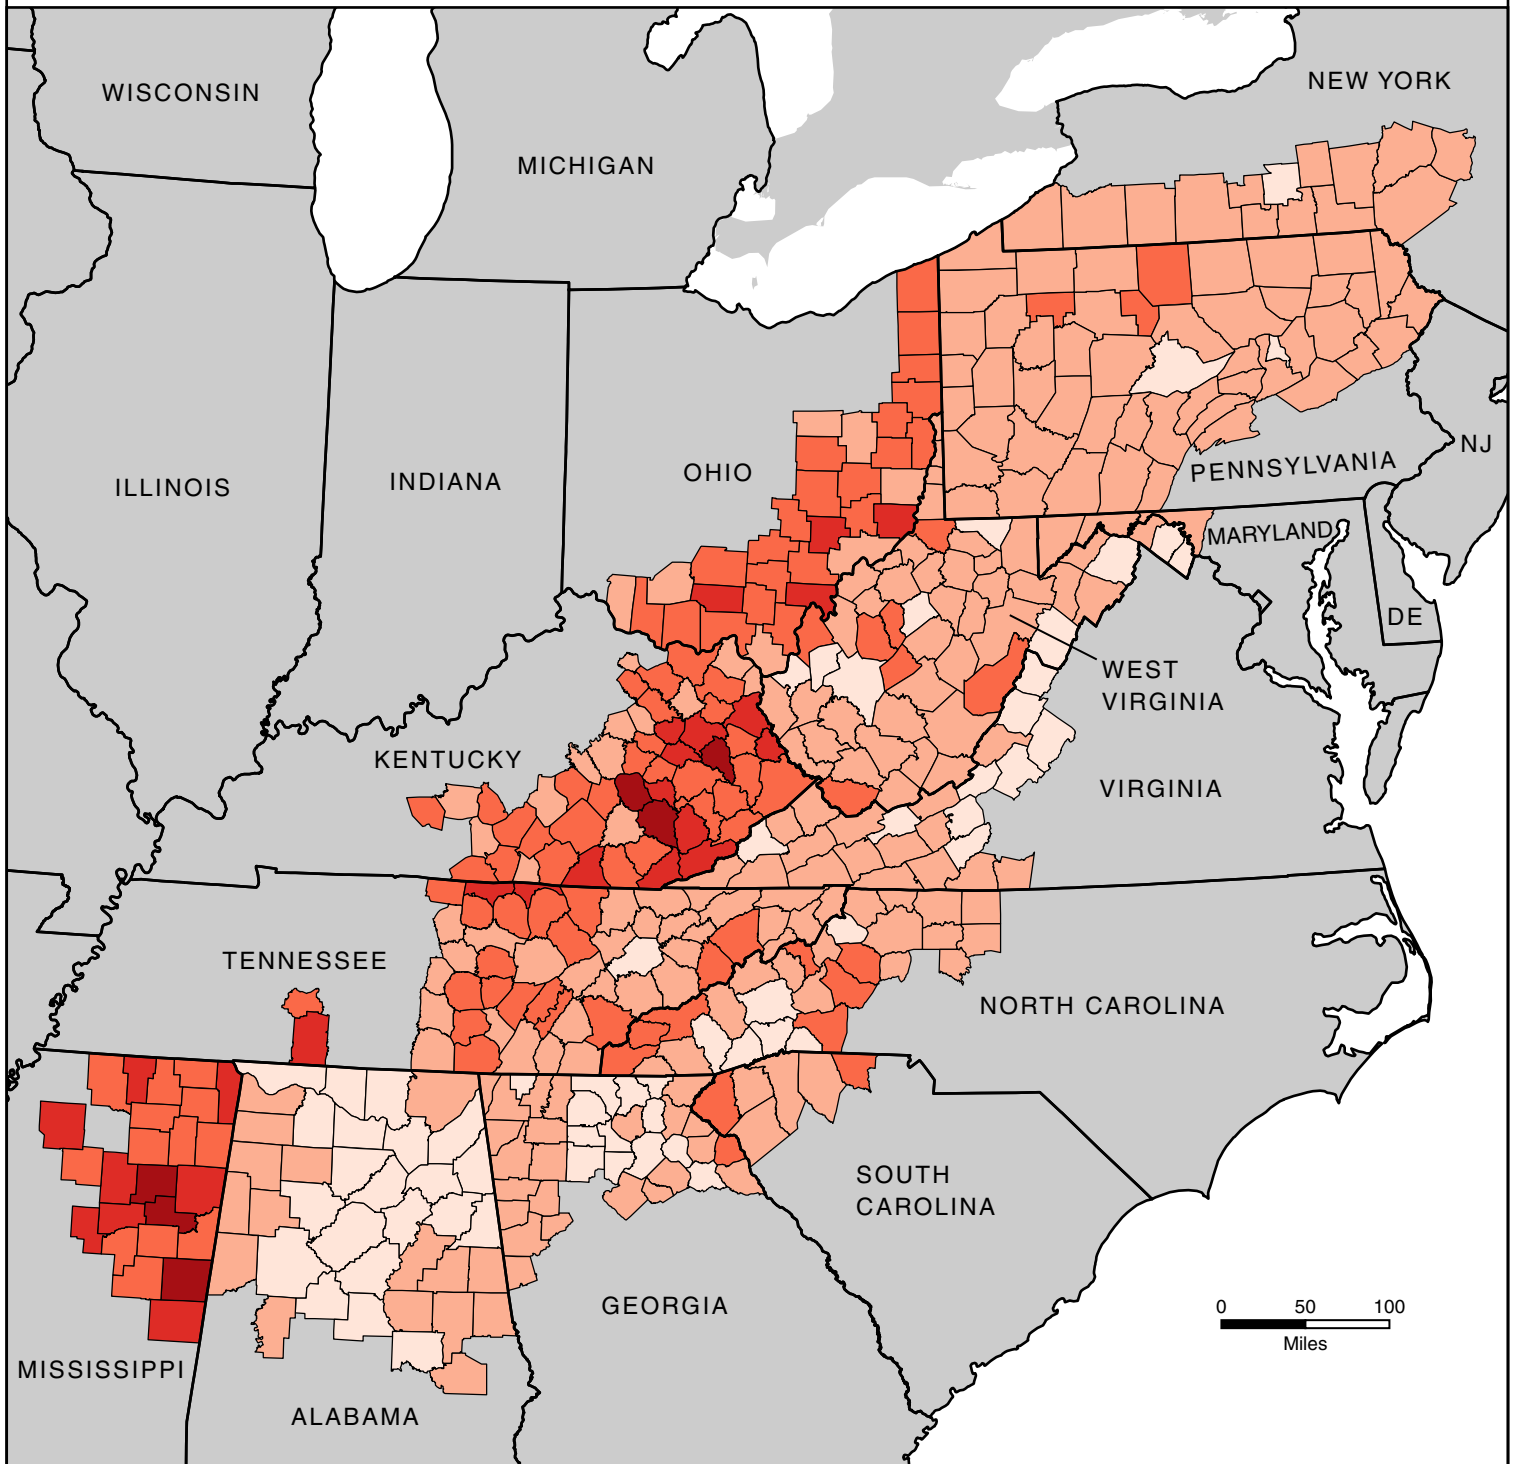 WISCONSIN
NEW YORK
MICHIGAN
ILLINOIS
INDIANA
OHIO
PENNSYLVANIA
NJ
MARYLAND
DE
WEST
VIRGINIA
KENTUCKY
VIRGINIA
TENNESSEE
NORTH CAROLINA
SOUTH
CAROLINA
GEORGIA
0 50 100
Miles
MISSISSIPPI
ALABAMA